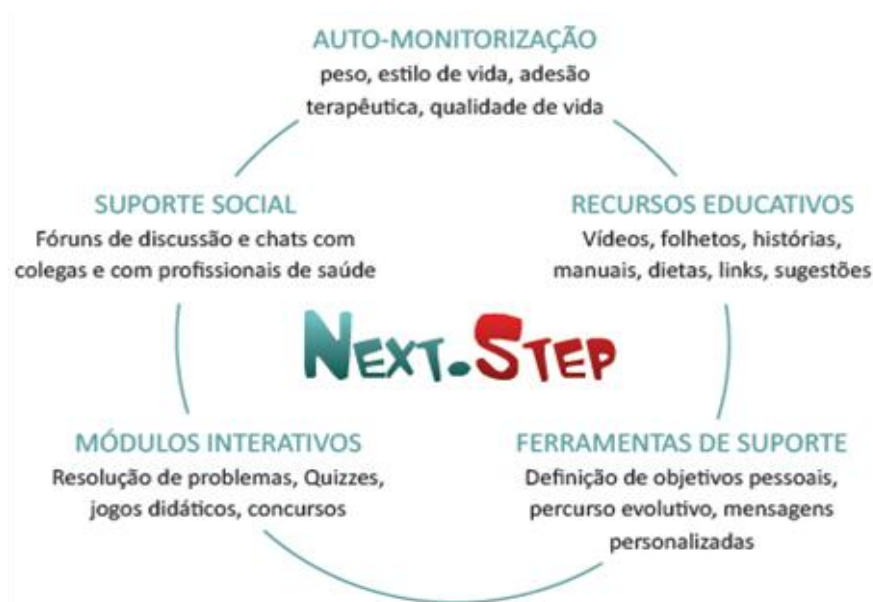 AUTO-MONITORIZAÇÃO
peso, estilo de vida, adesão
terapêutica, qualidade de vida
SUPORTE SOCIAL
Fóruns de discussão e chats com
colegas e com profissionais de saúde
RECURSOS EDUCATIVOS
Vídeos, folhetos, histórias,
manuais, dietas, links, sugestões
NEXT.STEP
MÓDULOS INTERATIVOS
Resolução de problemas, Quizzes,
jogos didáticos, concursos
FERRAMENTAS DE SUPORTE
Definição de objetivos pessoais,
percurso evolutivo, mensagens
personalizadas